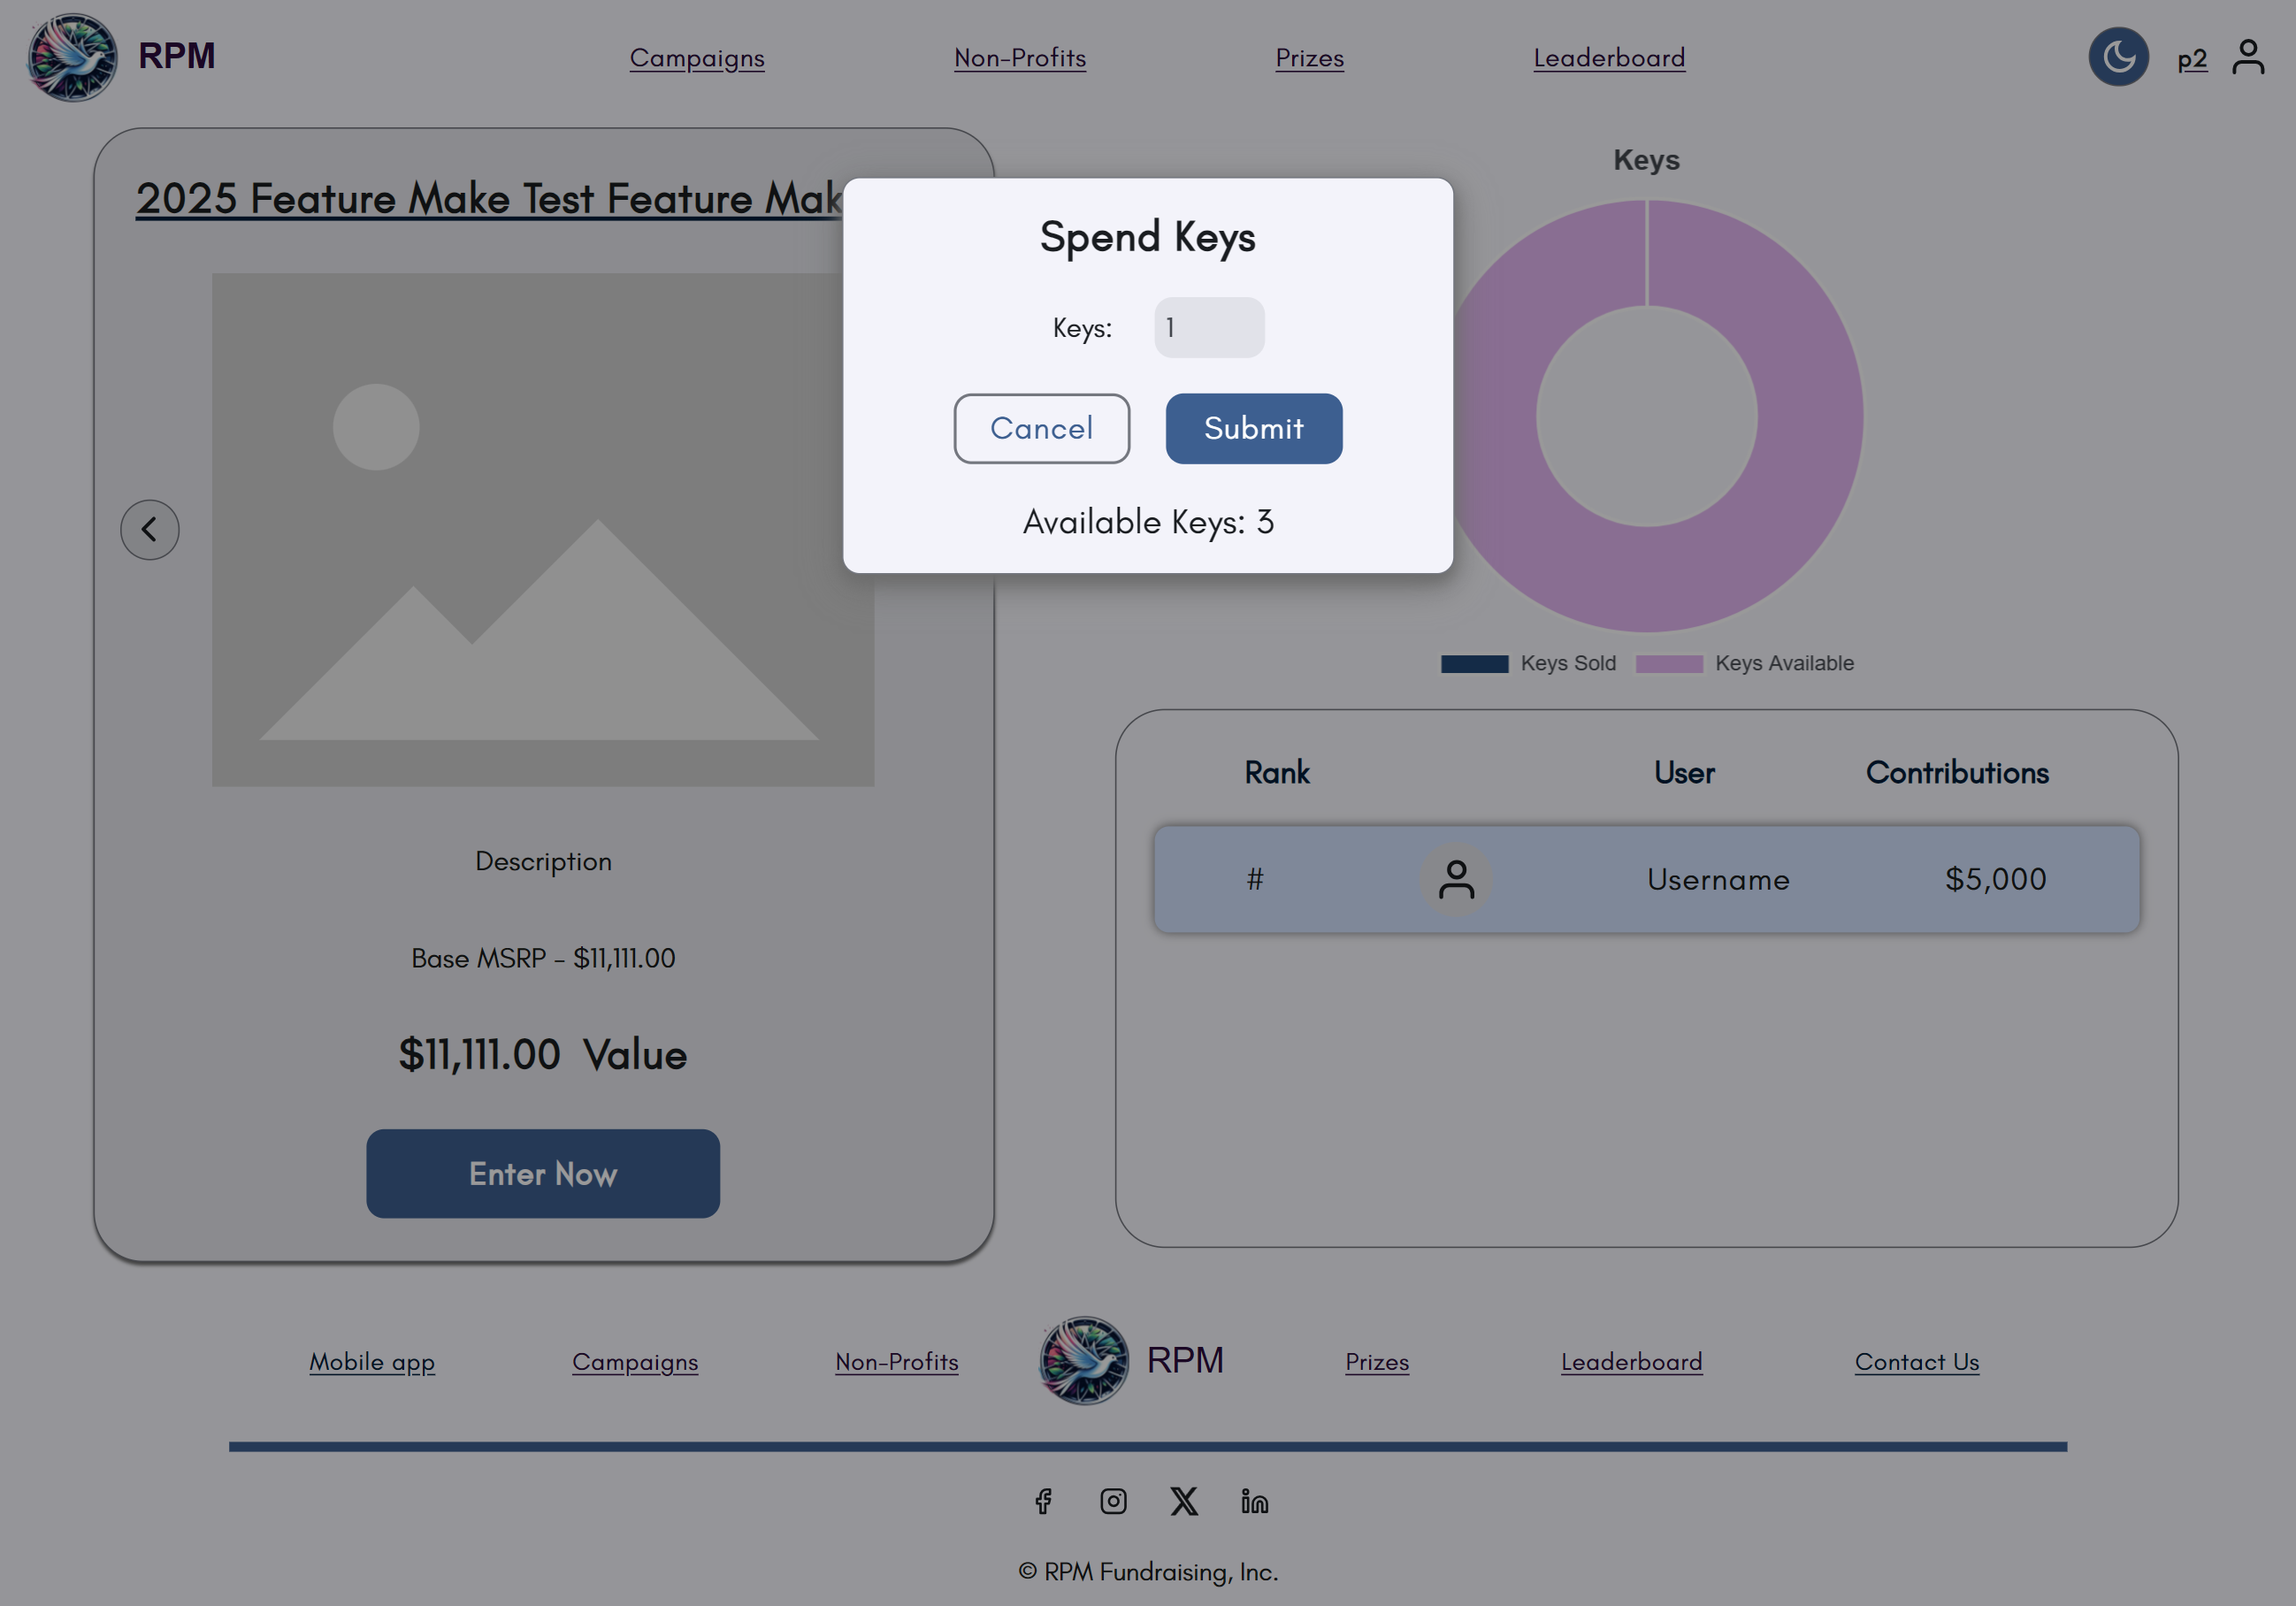 RPM
Campaigns
Non-Profits
Prizes
Leaderboard
p2
2025 Feature Make Test Feature
Spend Keys
Keys: 1
Cancel
Submit
Available Keys: 3
Keys
Keys Sold
Keys Available
Description
Base MSRP - $11,111.00
$11,111.00 Value
Enter Now
Rank User Contributions
# Username $5,000
Mobile app
Campaigns
Non-Profits
RPM
Prizes
Leaderboard
Contact Us
© RPM Fundraising, Inc.